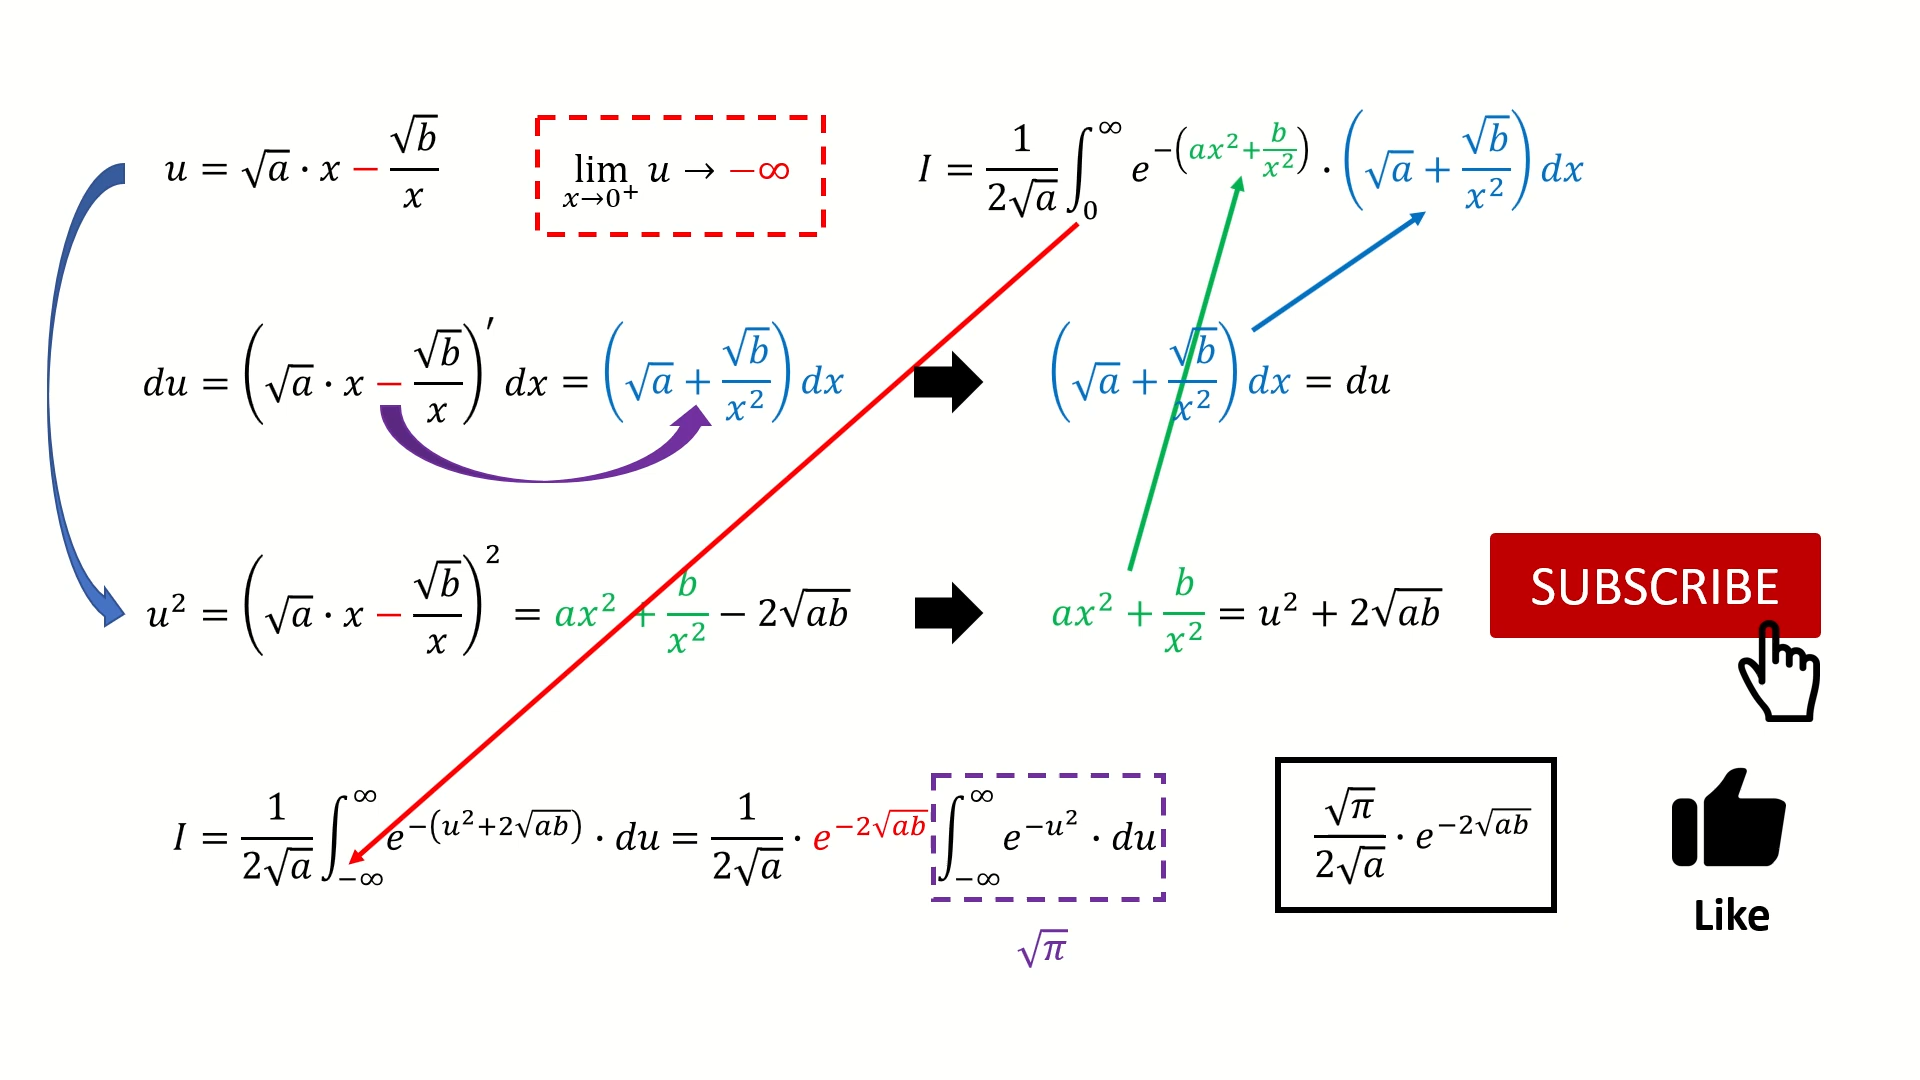 u = √a · x − √b/x
lim x→0⁺ u → −∞
I = 1/(2√a) ∫₀^∞ e^−(ax²+b/x²) · (√a + √b/x²) dx
du = (√a · x − √b/x)′ dx = (√a + √b/x²) dx
(√a + √b/x²) dx = du
u² = (√a · x − √b/x)² = ax² + b/x² − 2√ab
ax² + b/x² = u² + 2√ab
SUBSCRIBE
I = 1/(2√a) ∫_−∞^∞ e^−(u²+2√ab) · du = 1/(2√a) · e^−2√ab ∫_−∞^∞ e^−u² · du
√π
√π/(2√a) · e^−2√ab
Like